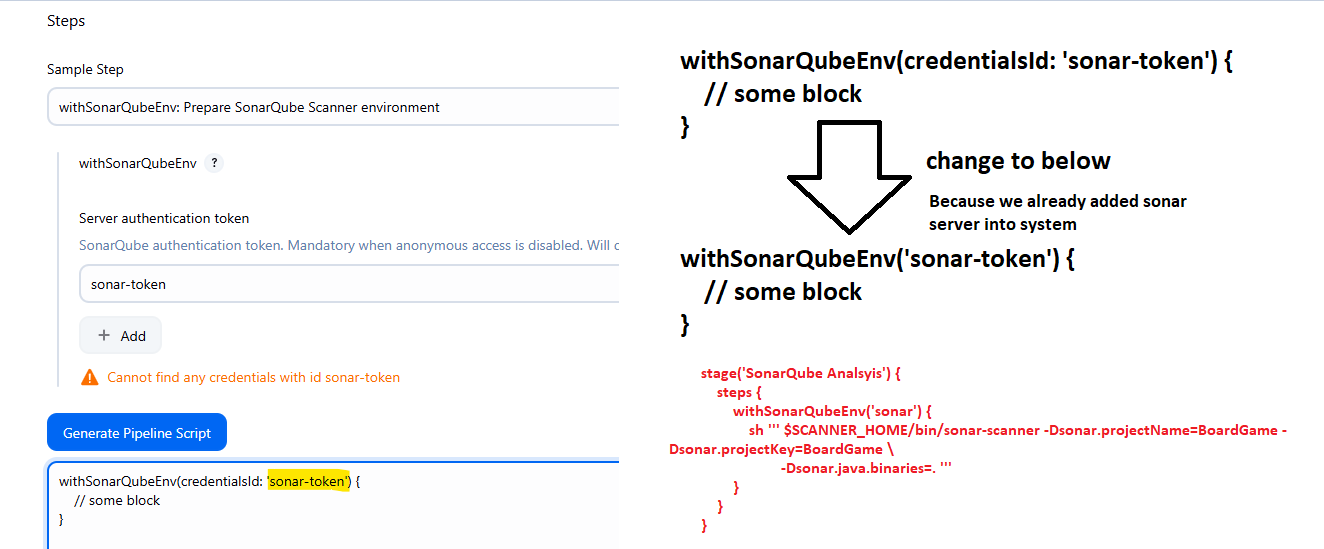 Steps
Sample Step
withSonarQubeEnv: Prepare SonarQube Scanner environment
withSonarQubeEnv ?
Server authentication token
SonarQube authentication token. Mandatory when anonymous access is disabled. Will
sonar-token
+ Add
Cannot find any credentials with id sonar-token
Generate Pipeline Script
withSonarQubeEnv(credentialsId: 'sonar-token') {
// some block
}
withSonarQubeEnv(credentialsId: 'sonar-token') {
// some block
}
change to below
Because we already added sonar
server into system
withSonarQubeEnv('sonar-token') {
// some block
}
stage('SonarQube Analsyis') {
steps {
withSonarQubeEnv('sonar') {
sh ''' $SCANNER_HOME/bin/sonar-scanner -Dsonar.projectName=BoardGame -
Dsonar.projectKey=BoardGame \
-Dsonar.java.binaries=. '''
}
}
}